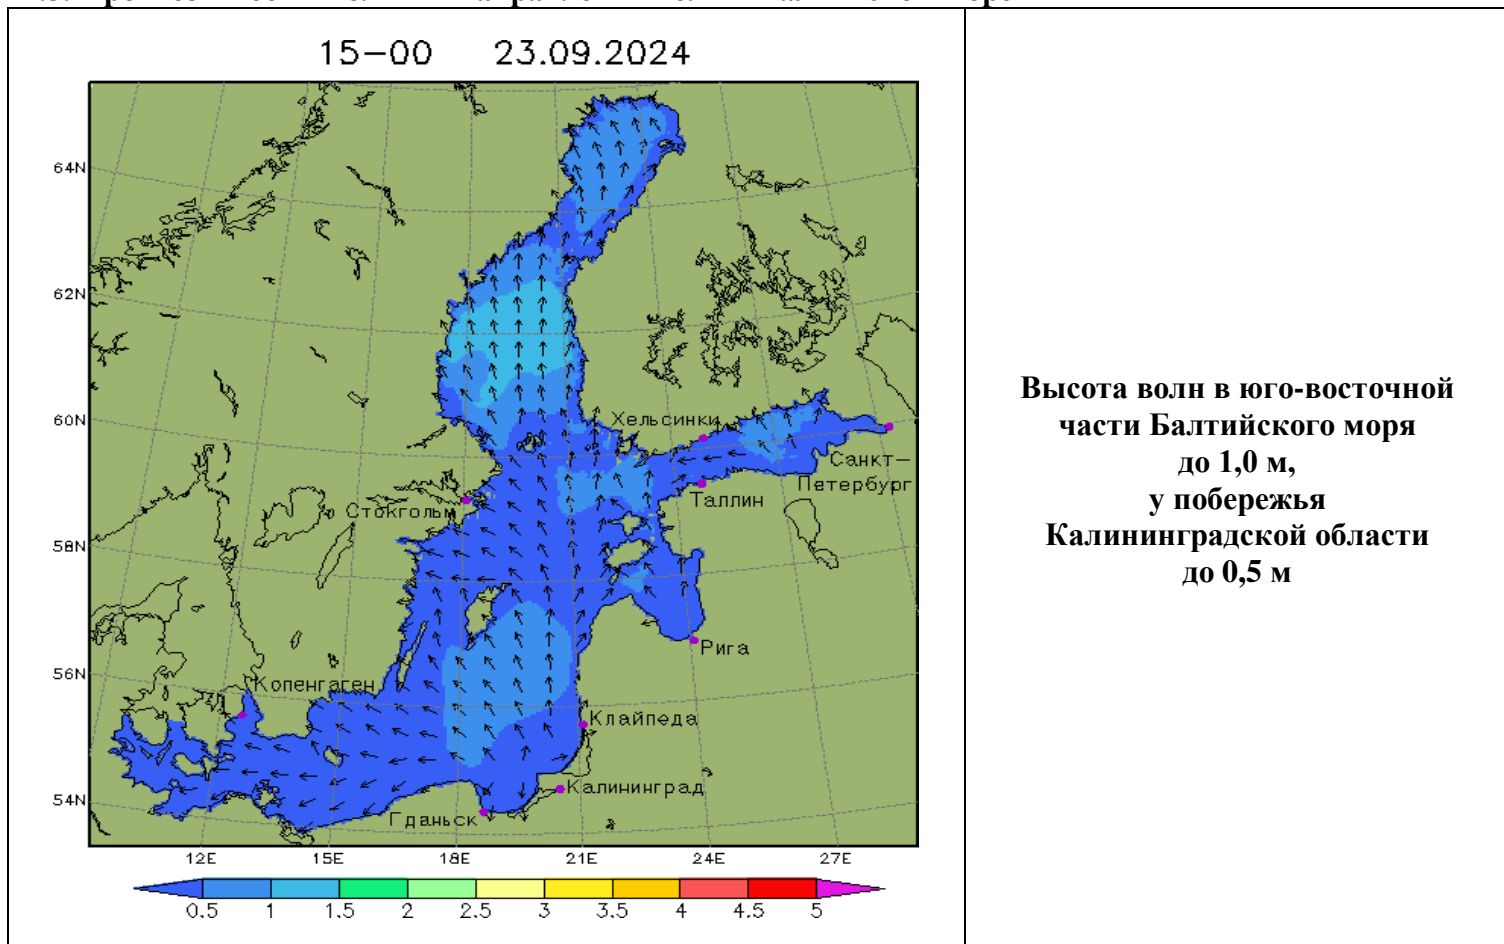 15-00 23.09.2024
64N
62N
60N
58N
56N
54N
Хельсинки
Санкт-
Петербург
Таллин
Стокгольм
Рига
Копенгаген
Клайпеда
Калининград
Гданьск
12E 15E 18E 21E 24E 27E
0.5 1 1.5 2 2.5 3 3.5 4 4.5 5
Высота волн в юго-восточной
части Балтийского моря
до 1,0 м,
у побережья
Калининградской области
до 0,5 м